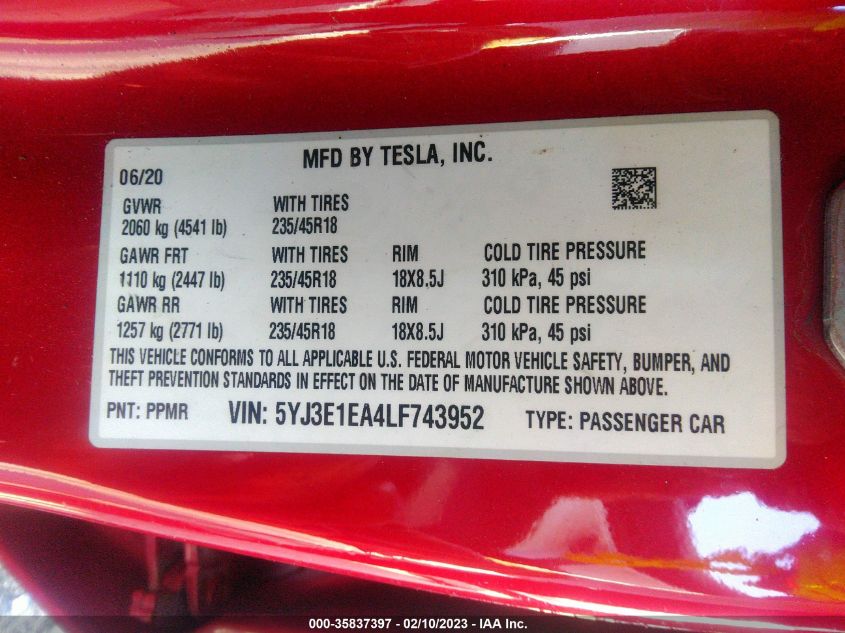 MFD BY TESLA, INC.
06/20
GVWR WITH TIRES
2060 kg (4541 lb) 235/45R18
GAWR FRT WITH TIRES RIM COLD TIRE PRESSURE
1110 kg (2447 lb) 235/45R18 18X8.5J 310 kPa, 45 psi
GAWR RR WITH TIRES RIM COLD TIRE PRESSURE
1257 kg (2771 lb) 235/45R18 18X8.5J 310 kPa, 45 psi
THIS VEHICLE CONFORMS TO ALL APPLICABLE U.S. FEDERAL MOTOR VEHICLE SAFETY, BUMPER, AND
THEFT PREVENTION STANDARDS IN EFFECT ON THE DATE OF MANUFACTURE SHOWN ABOVE.
PNT: PPMR VIN: 5YJ3E1EA4LF743952 TYPE: PASSENGER CAR
000-35837397 - 02/10/2023 - IAA Inc.